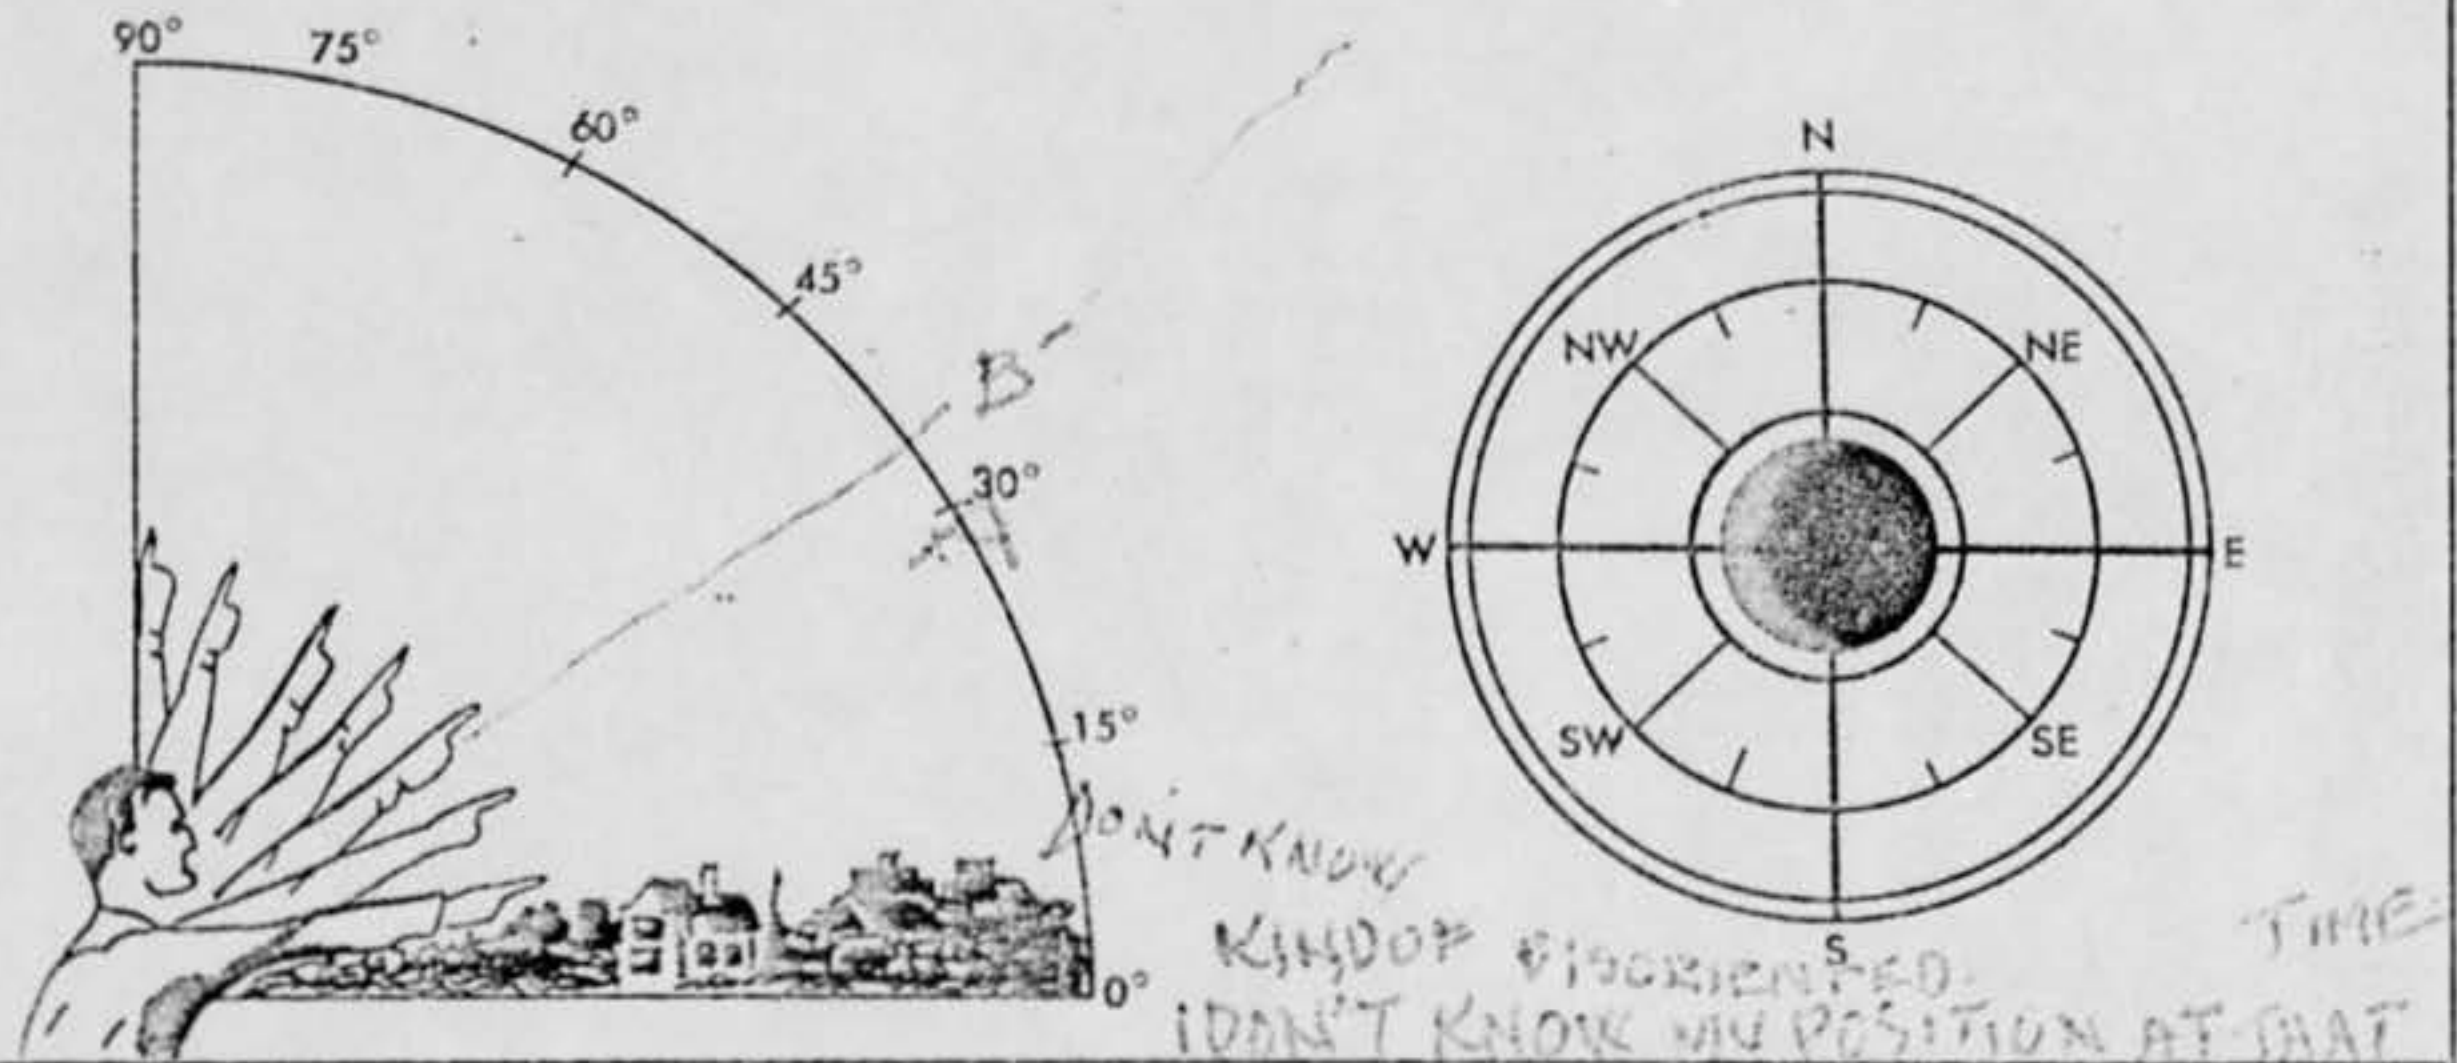 90°
75°
60°
45°
B
30°
A
15°
0°
N
NW
NE
W
E
SW
SE
S
DON'T KNOW
KINDOF DISORIENTED.
I DON'T KNOW MY POSITION AT THAT
TIME